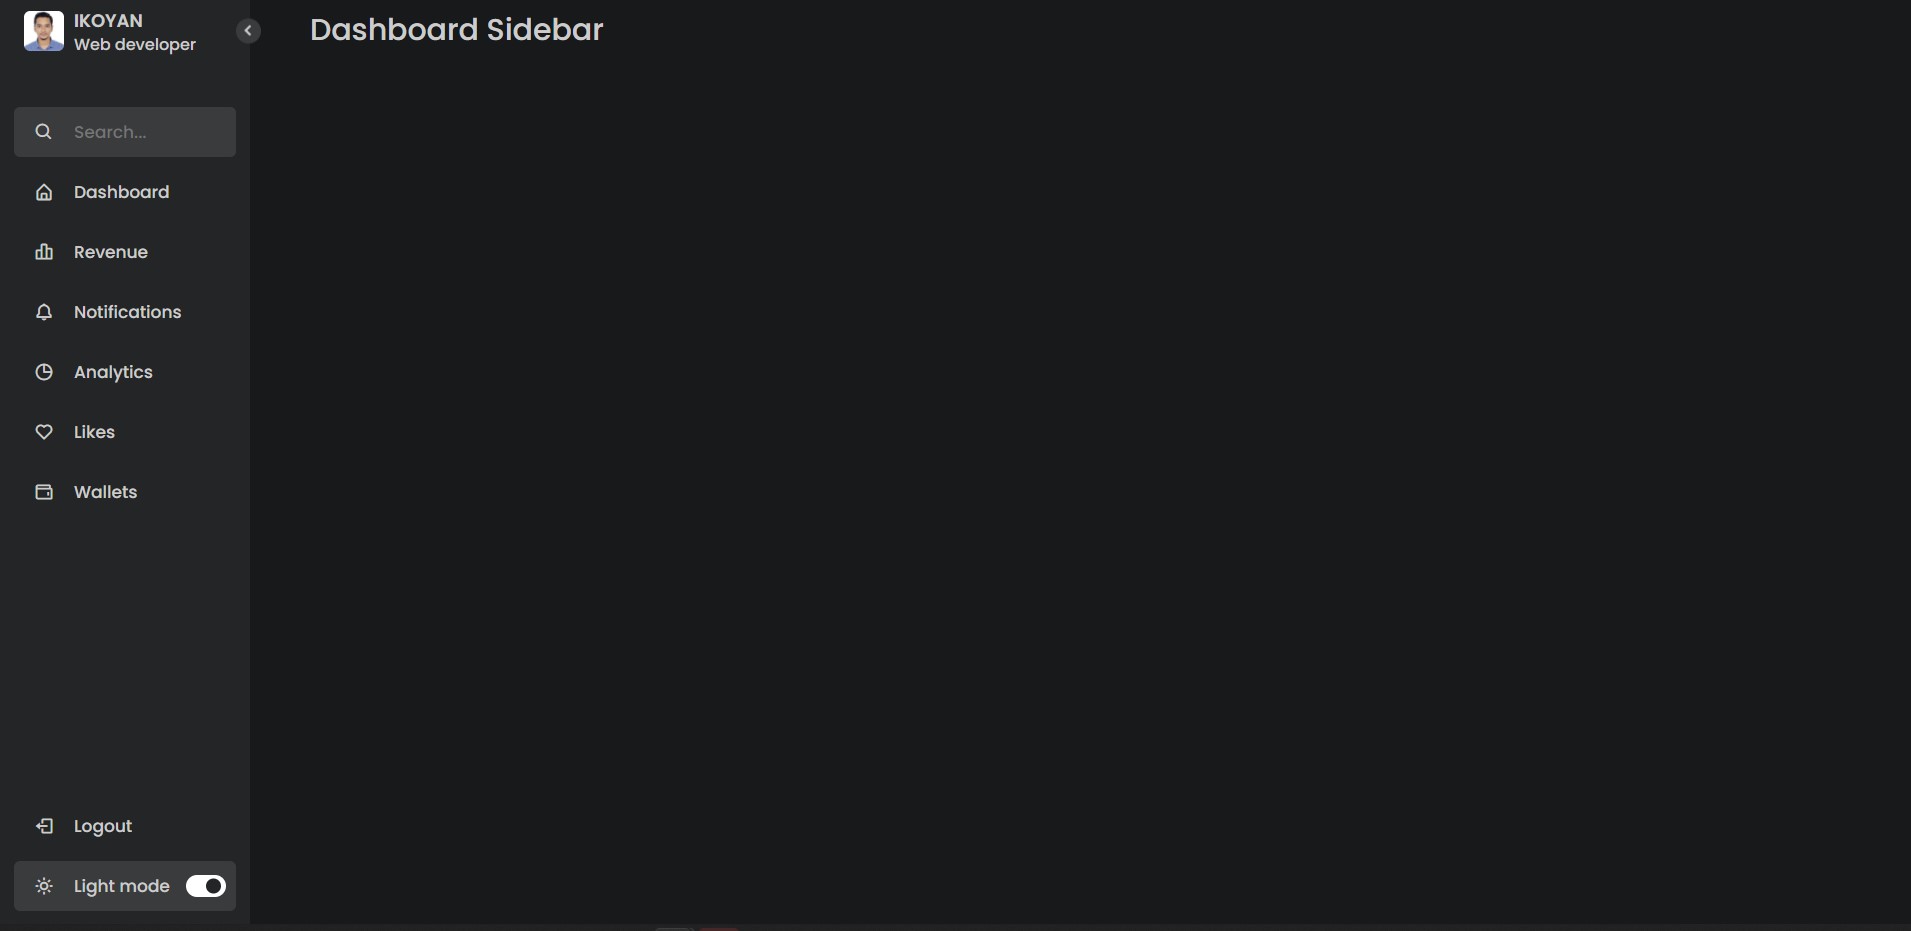 IKOYAN
Web developer
Dashboard Sidebar
Search...
Dashboard
Revenue
Notifications
Analytics
Likes
Wallets
Logout
Light mode